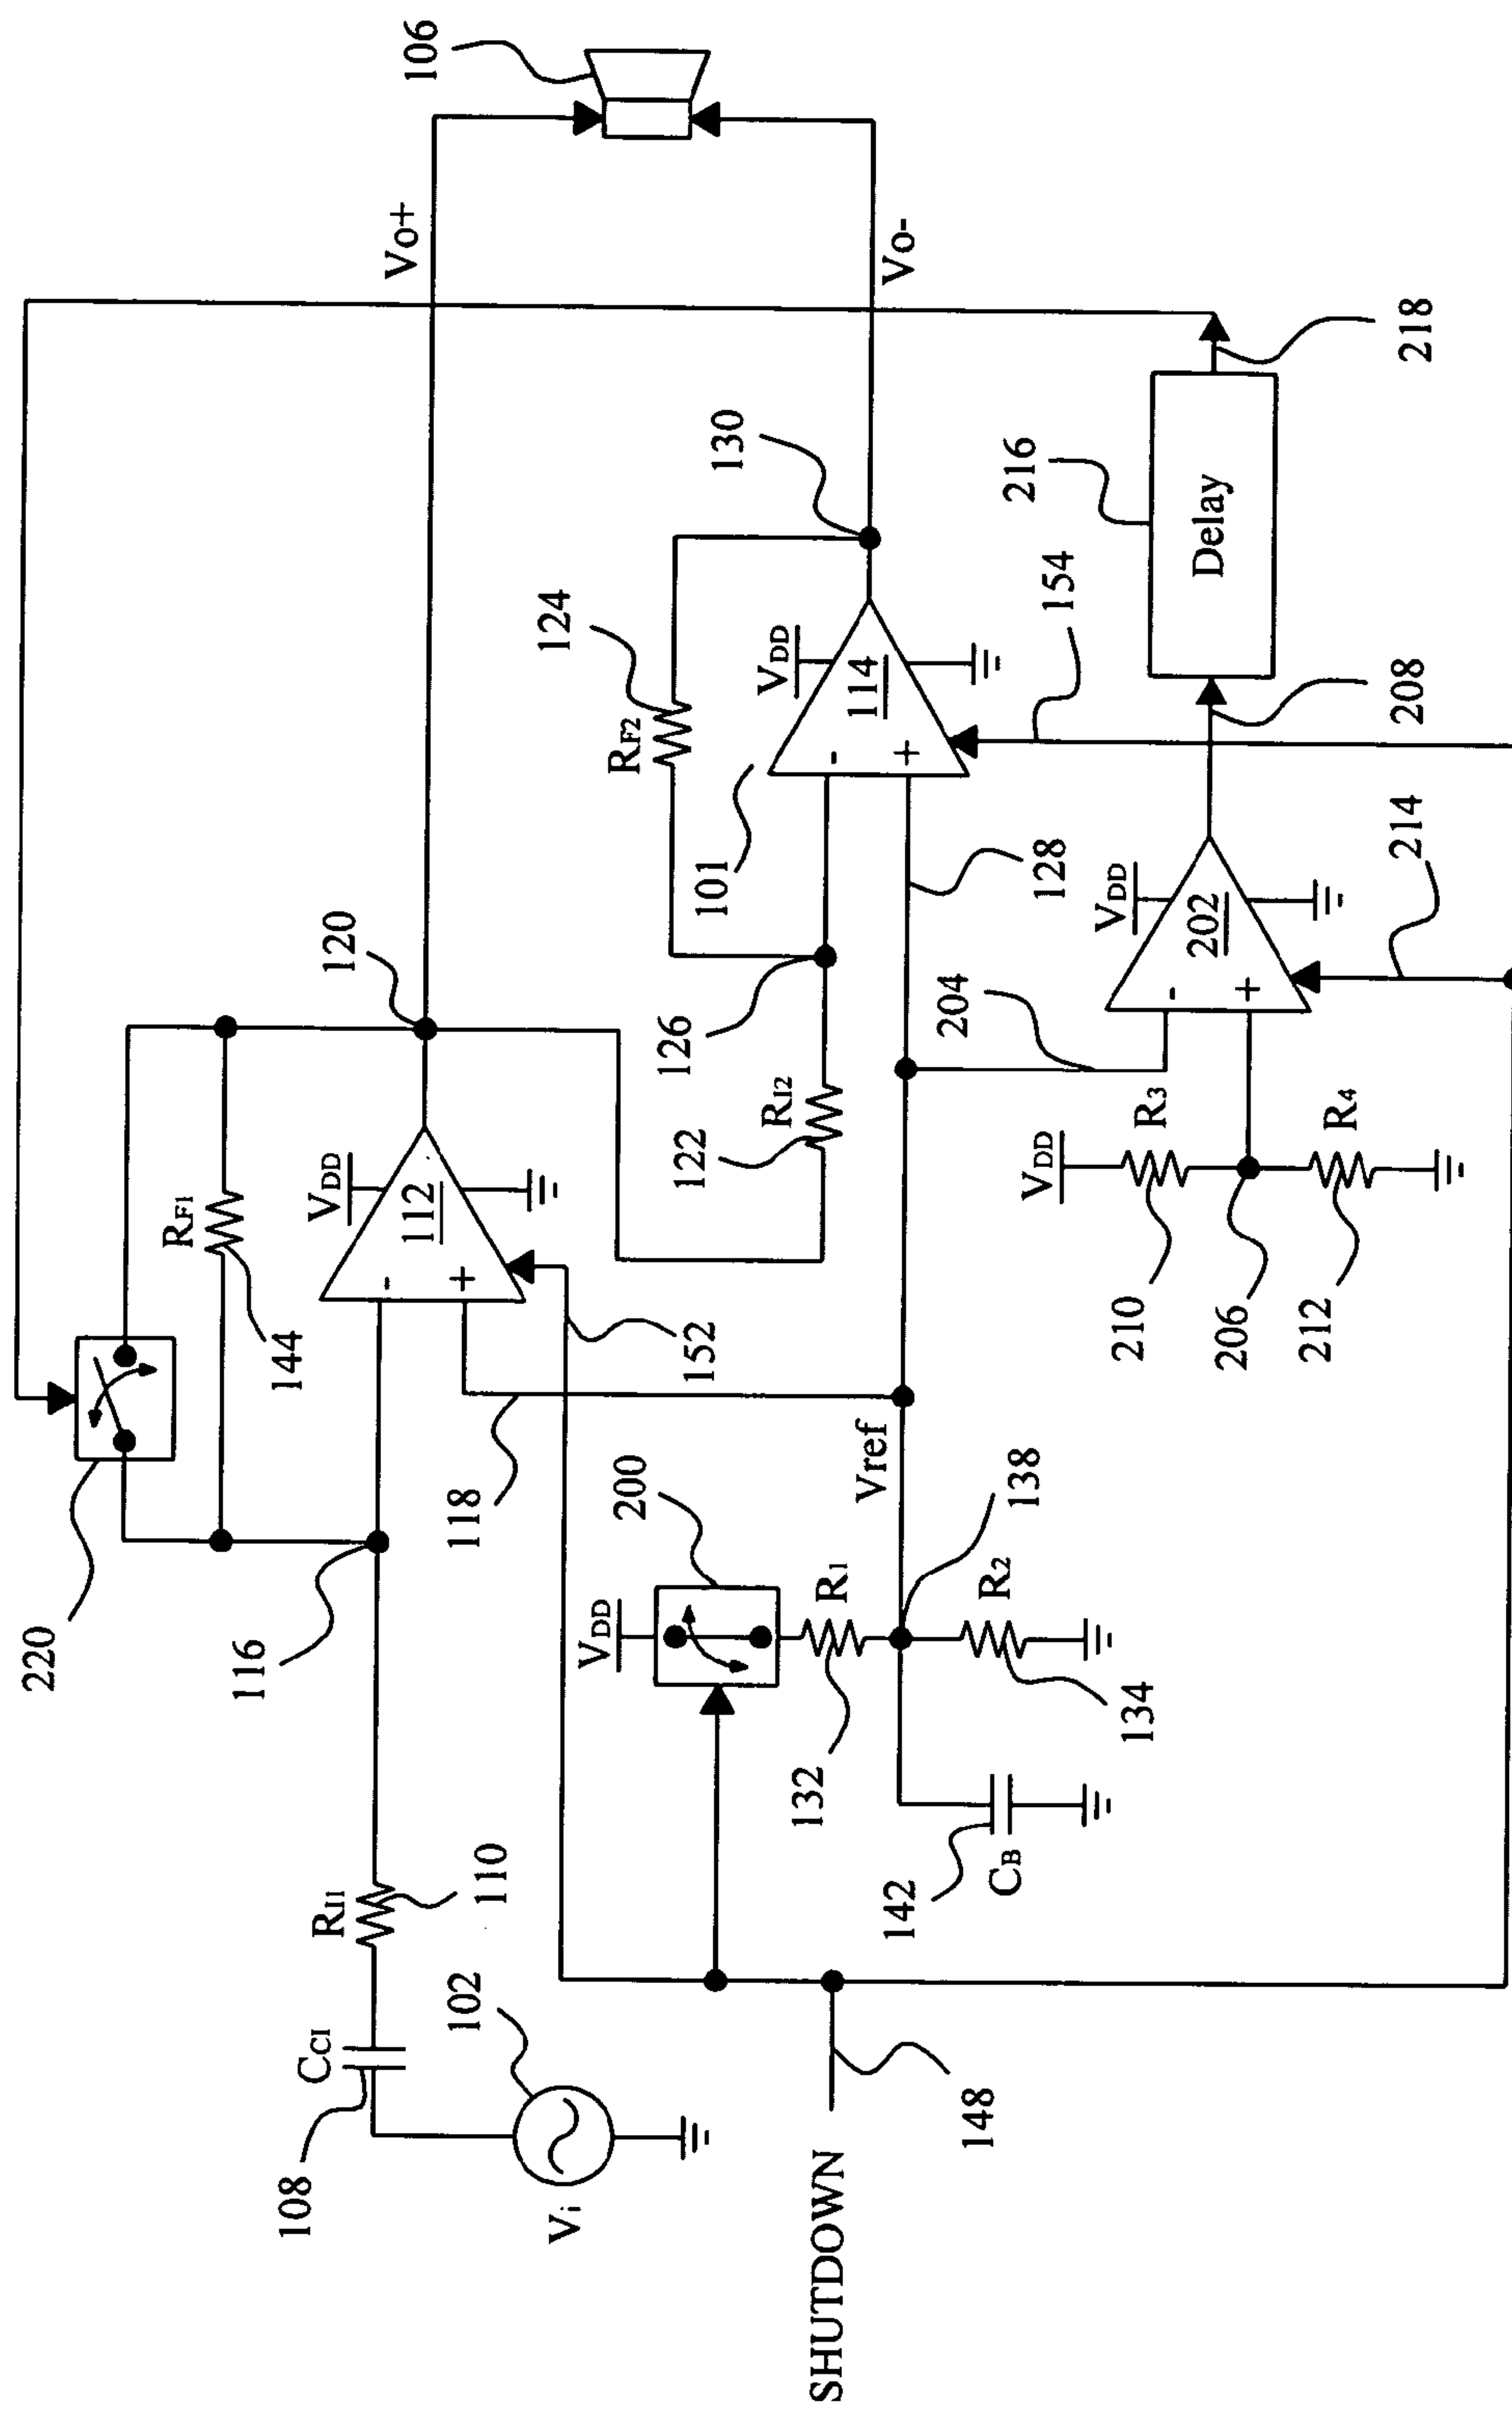 106
Vo+
Vo-
218
130
216
Delay
154
124
RF2
VDD
114
-
+
101
208
120
128
VDD
202
-
+
214
126
204
RI2
122
R3
R4
VDD
210
206
212
RF1
144
VDD
112
-
+
152
118
Vref
138
200
220
116
VDD
R1
R2
132
134
142
CB
RI1
110
CCI
102
108
Vi
148
SHUTDOWN